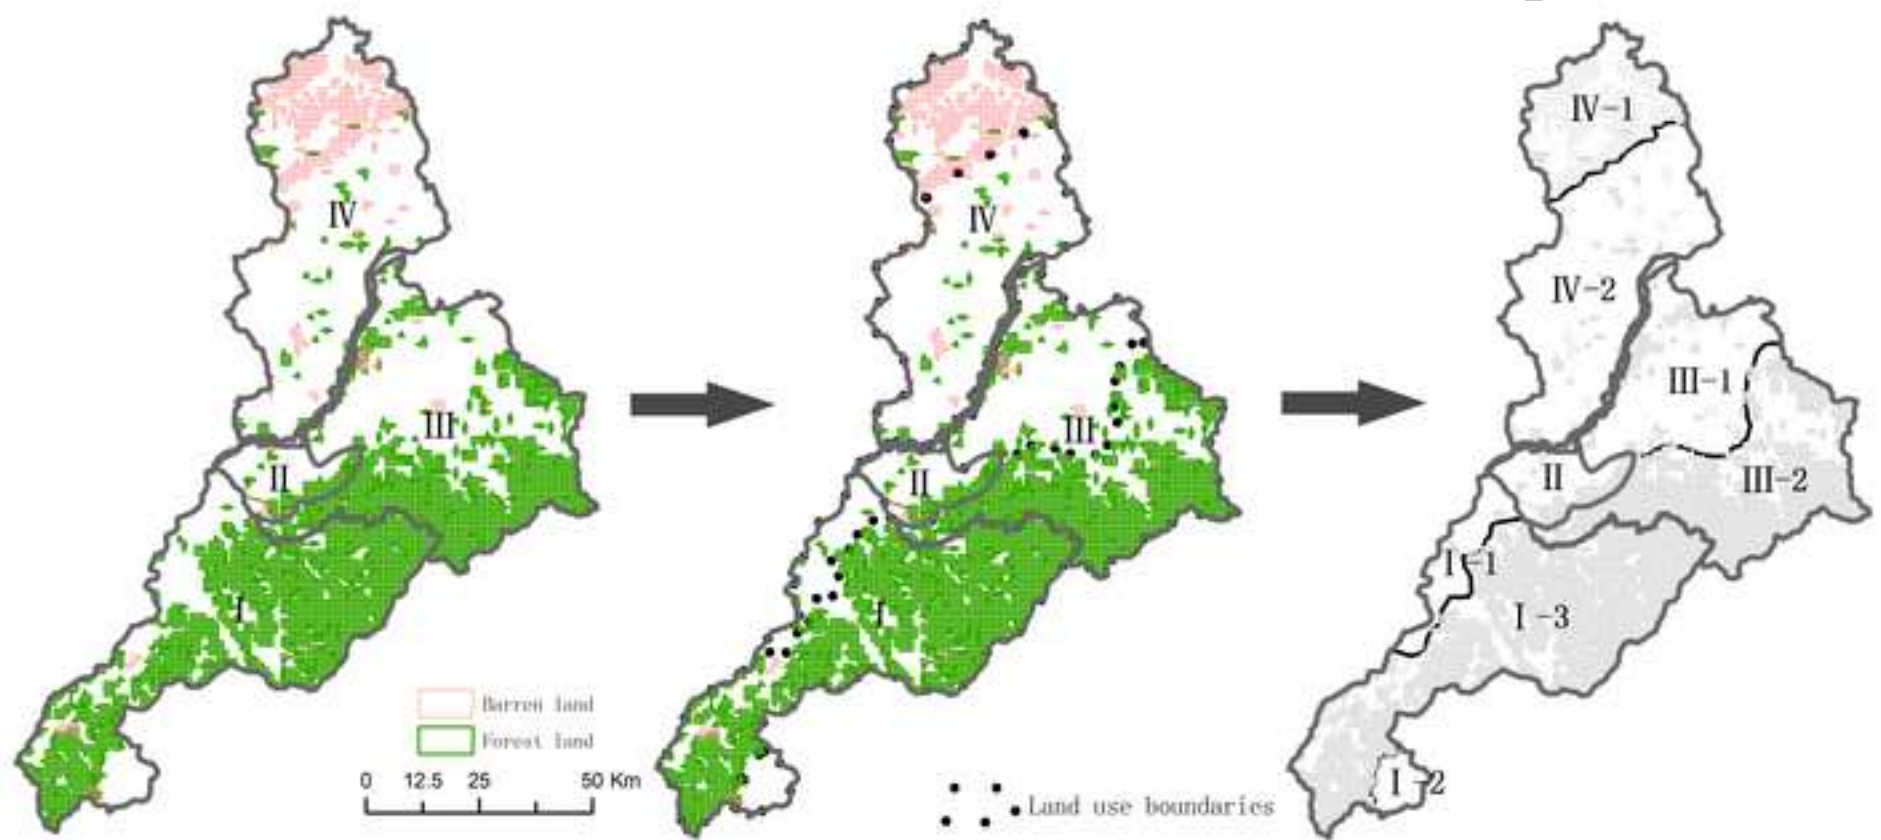 IV
III
II
I
Barren land
Forest land
0 12.5 25 50 Km
IV
III
II
I
Land use boundaries
IV-1
IV-2
III-1
III-2
II
I-1
I-3
I-2